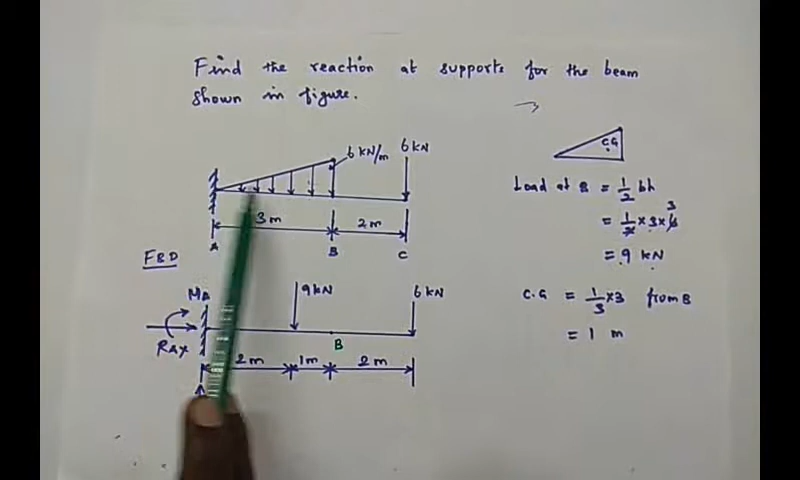 Find the reaction at supports for the beam
shown in figure.
6 kN/m 6 kN
3m 2m
A B C
FBD
MA 9kN 6 kN
RAX B
2m 1m 2m
C.G
Load at B = 1/2 bh
= 1/2 × 3 × 6 3
= 9 kN
C.G = 1/3 × 3 from B
= 1 m